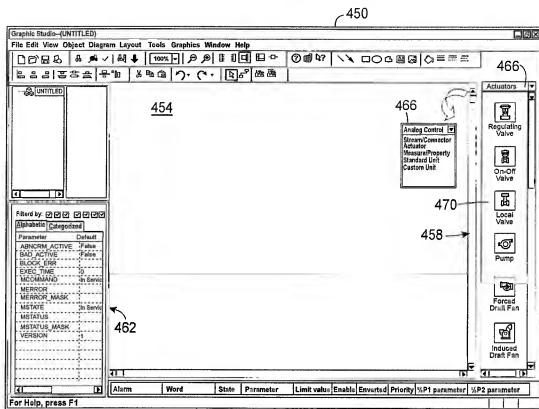 450
Graphic Studio--(UNTITLED)
File Edit View Object Diagram Layout Tools Graphics Window Help
100%
UNTITLED
454
466
Analog Control
Stream/Connector
Actuator
Measure/Property
Standard Unit
Custom Unit
458
Actuators
466
Regulating
Valve
On-Off
Valve
470
Local
Valve
Pump
Forced
Draft Fan
Induced
Draft Fan
Filterd by:
Alphabetic Categorized
Parameter Default
ABNCRM_ACTIVE False
BAD_ACTIVE False
BLOCK_ERR
EXEC_TIME 0
MCOMMAND In Servic
MERROR
MERROR_MASK
MSTATE In Servic
MSTATUS
MSTATUS_MASK
VERSION
462
Alarm Word State Parameter Limit value Enable Enverted Priority %P1 parameter %P2 parameter
For Help, press F1